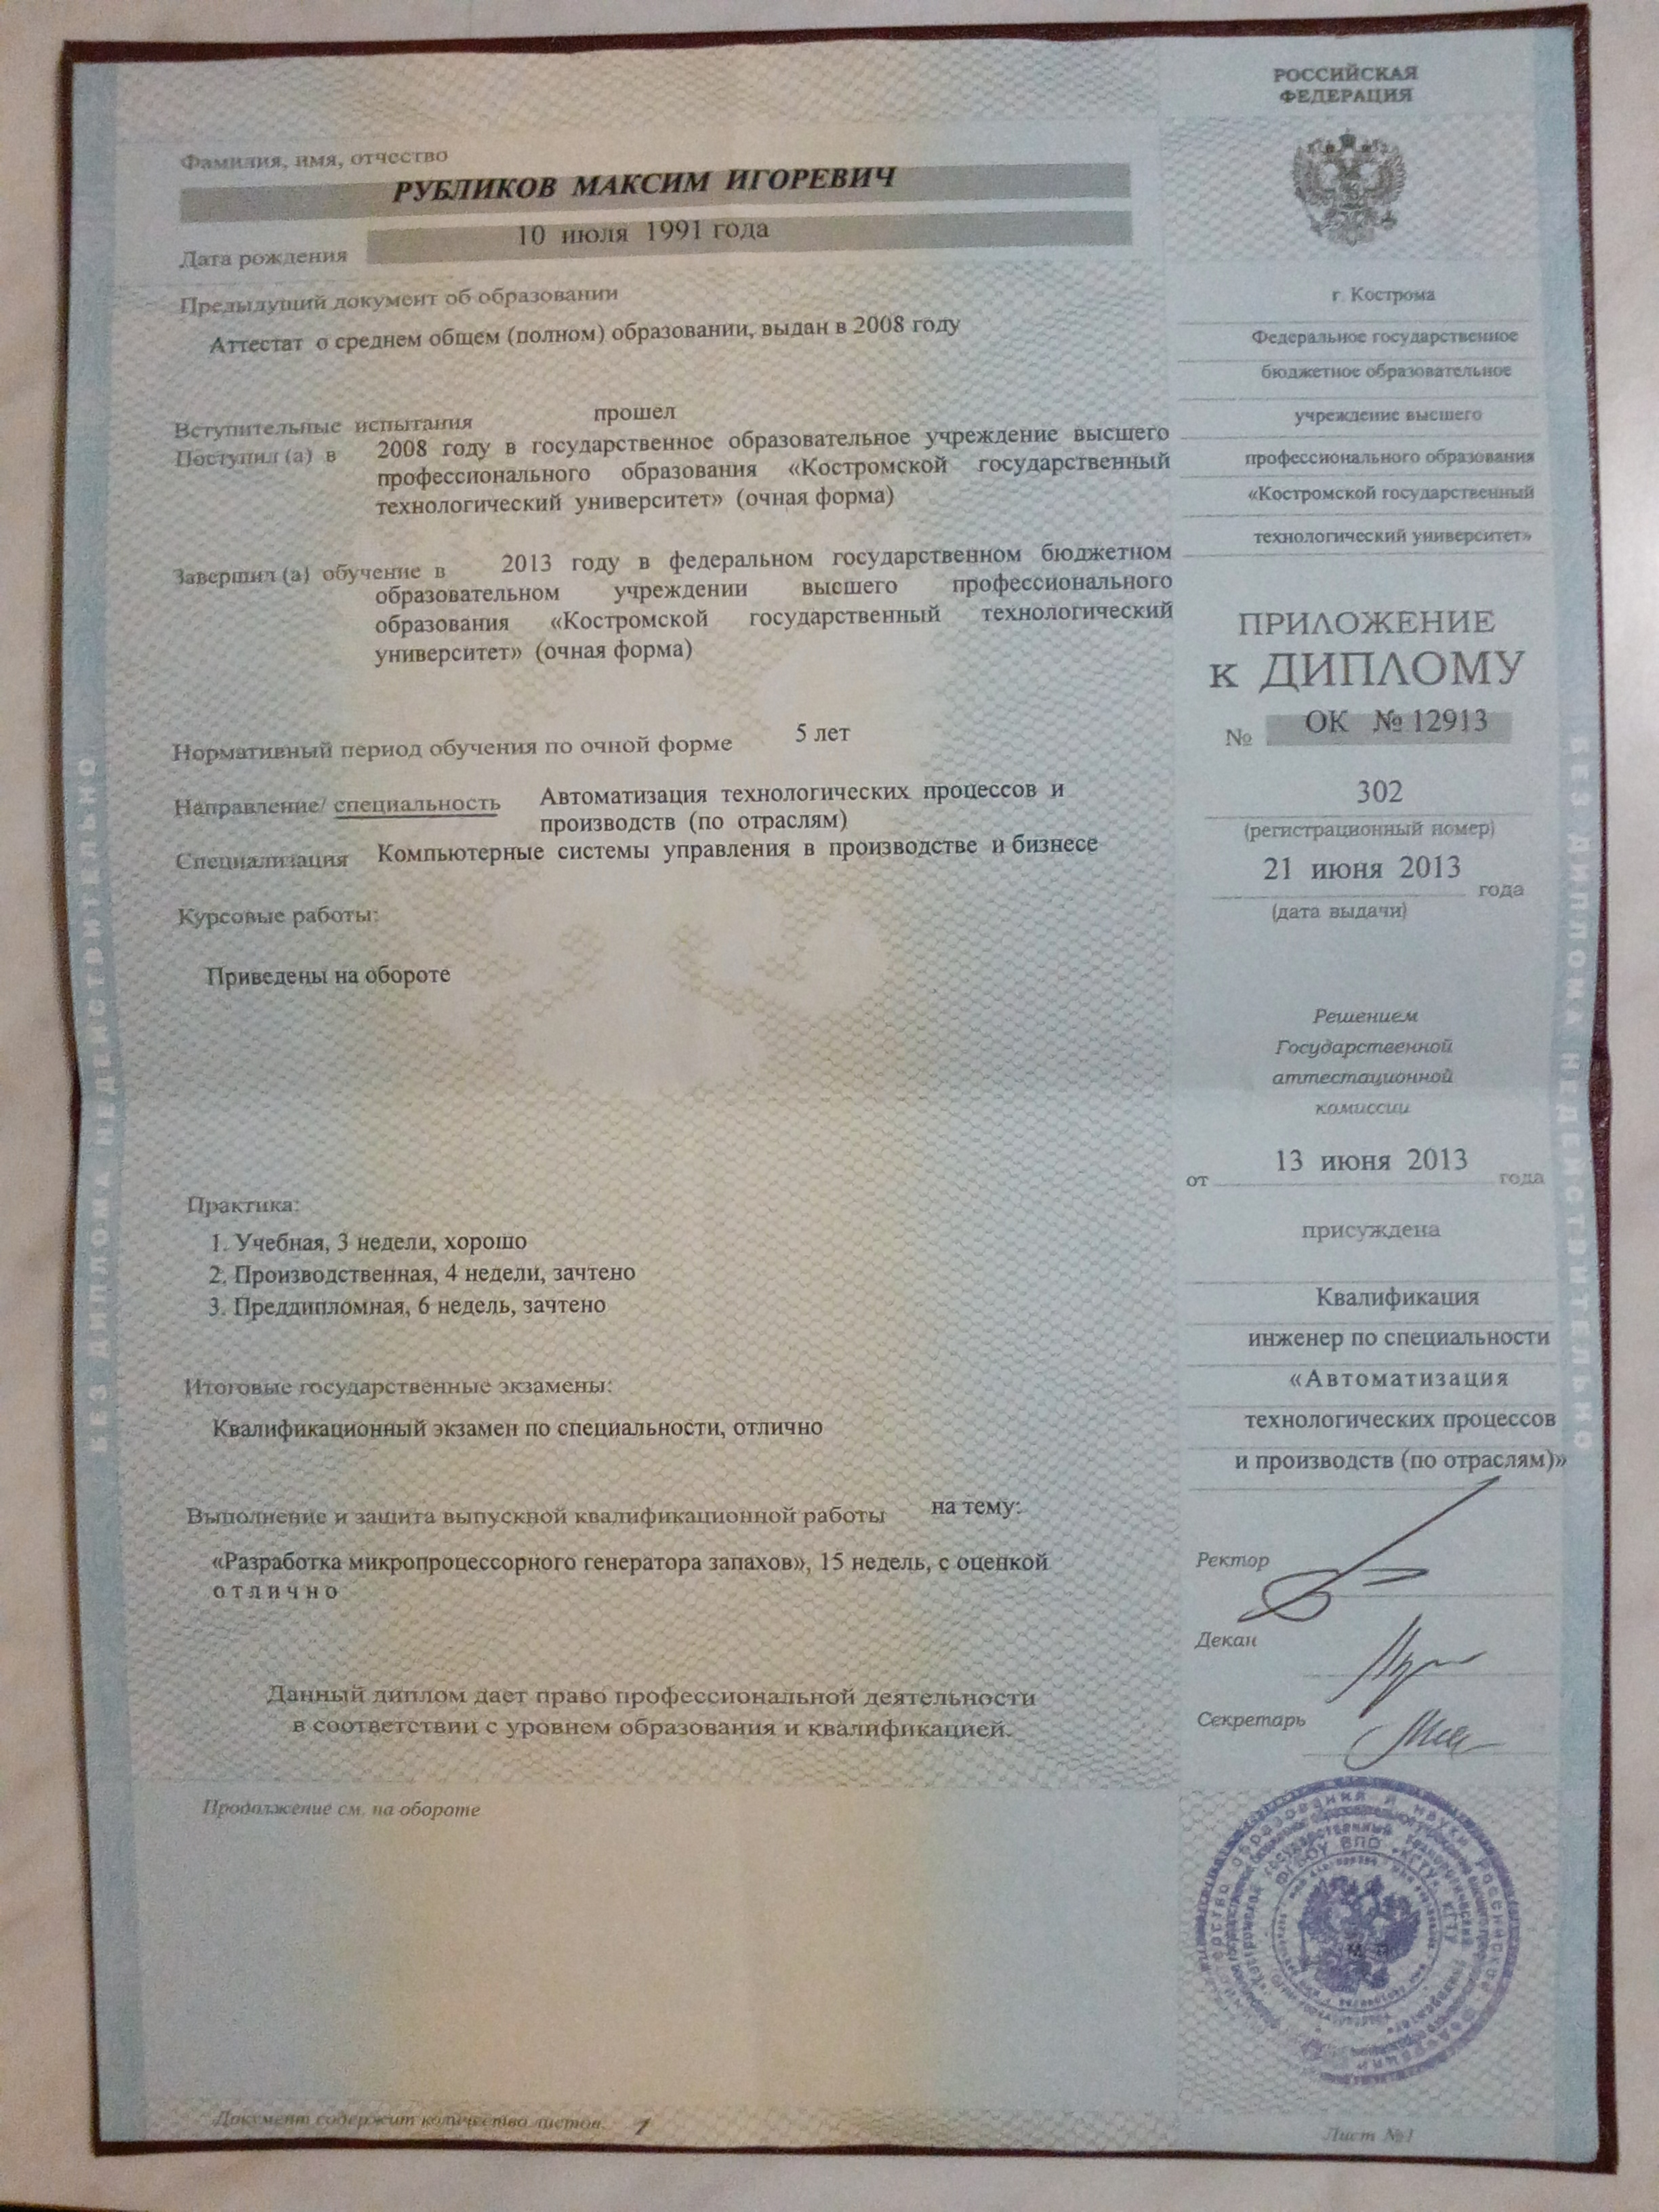 Фамилия, имя, отчество
РУБЛИКОВ МАКСИМ ИГОРЕВИЧ
10 июля 1991 года
Дата рождения
Предыдущий документ об образовании
Аттестат о среднем общем (полном) образовании, выдан в 2008 году
прошел
Вступительные испытания
Поступил (а) в 2008 году в государственное образовательное учреждение высшего
профессионального образования «Костромской государственный
технологический университет» (очная форма)
Завершил (а) обучение в 2013 году в федеральном государственном бюджетном
образовательном учреждении высшего профессионального
образования «Костромской государственный технологический
университет» (очная форма)
Нормативный период обучения по очной форме 5 лет
Направление/ специальность Автоматизация технологических процессов и
производств (по отраслям)
Специализация Компьютерные системы управления в производстве и бизнесе
Курсовые работы:
Приведены на обороте
Практика:
1. Учебная, 3 недели, хорошо
2. Производственная, 4 недели, зачтено
3. Преддипломная, 6 недель, зачтено
Итоговые государственные экзамены:
Квалификационный экзамен по специальности, отлично
Выполнение и защита выпускной квалификационной работы на тему:
«Разработка микропроцессорного генератора запахов», 15 недель, с оценкой
отлично
Данный диплом дает право профессиональной деятельности
в соответствии с уровнем образования и квалификацией.
Продолжение см. на обороте
Документ содержит количество листов. 1
РОССИЙСКАЯ
ФЕДЕРАЦИЯ
г. Кострома
Федеральное государственное
бюджетное образовательное
учреждение высшего
профессионального образования
«Костромской государственный
технологический университет»
ПРИЛОЖЕНИЕ
к ДИПЛОМУ
№ ОК № 12913
302
(регистрационный номер)
21 июня 2013 года
(дата выдачи)
Решением
Государственной
аттестационной
комиссии
от 13 июня 2013 года
присуждена
Квалификация
инженер по специальности
«Автоматизация
технологических процессов
и производств (по отраслям)»
Ректор
Декан
Секретарь
Лист №1
БЕЗ ДИПЛОМА НЕДЕЙСТВИТЕЛЬНО
БЕЗ ДИПЛОМА НЕДЕЙСТВИТЕЛЬНО